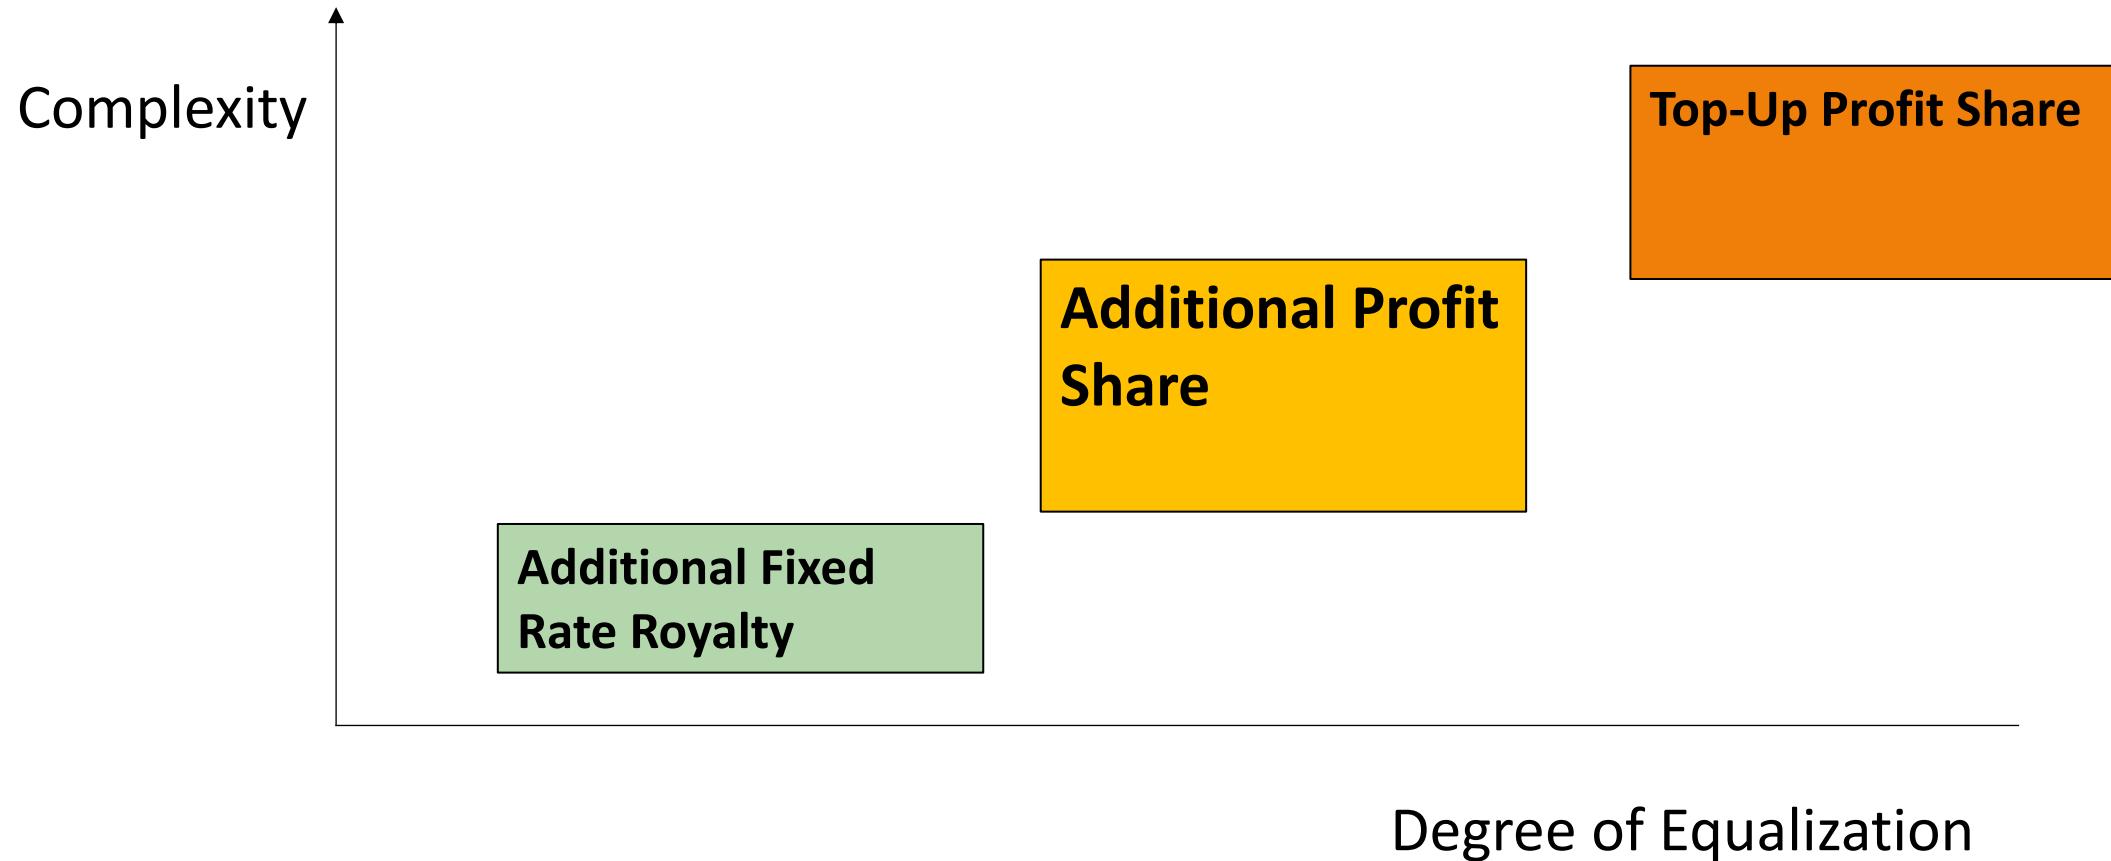 Complexity
Top-Up Profit Share
Additional Profit
Share
Additional Fixed
Rate Royalty
Degree of Equalization